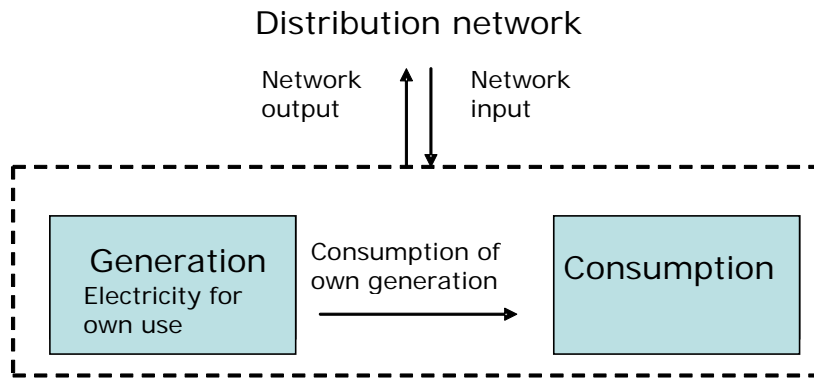 Distribution network
Network
output
Network
input
Generation
Electricity for
own use
Consumption of
own generation
Consumption